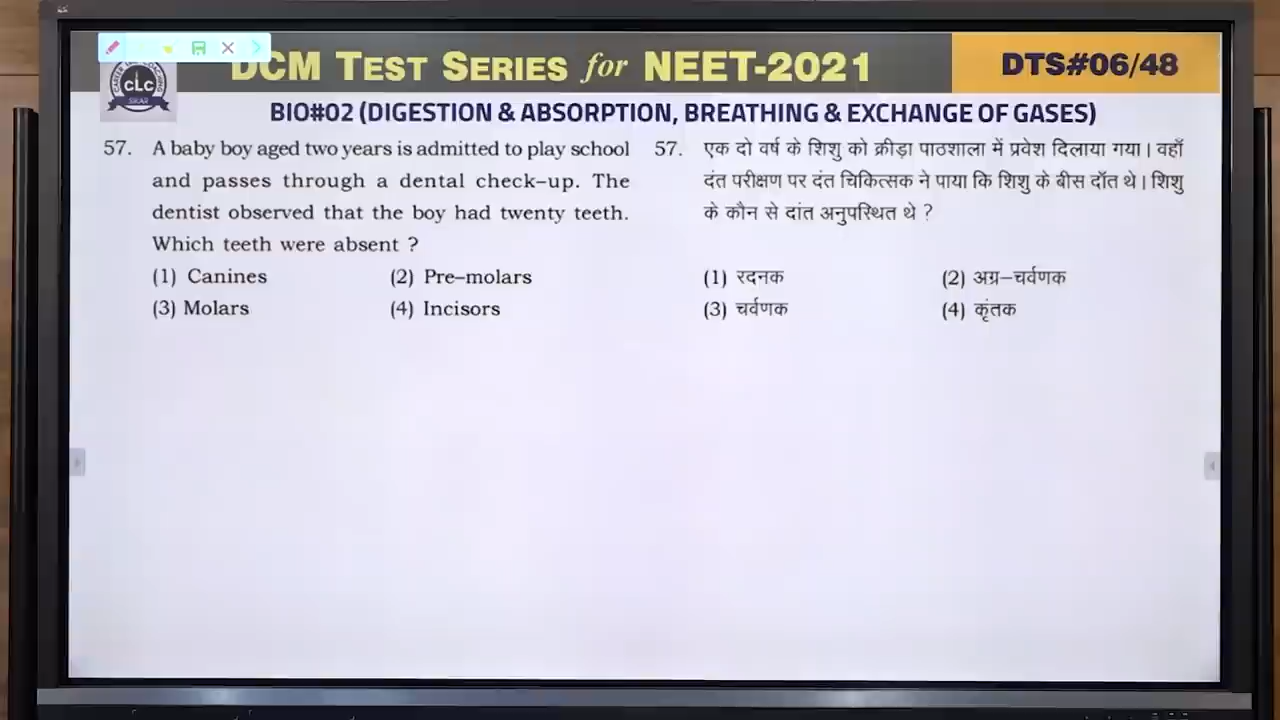 DCM TEST SERIES for NEET-2021
DTS#06/48
CLC
SIKAR
BIO#02 (DIGESTION & ABSORPTION, BREATHING & EXCHANGE OF GASES)
57. A baby boy aged two years is admitted to play school
and passes through a dental check-up. The
dentist observed that the boy had twenty teeth.
Which teeth were absent ?
(1) Canines (2) Pre-molars
(3) Molars (4) Incisors
57. एक दो वर्ष के शिशु को क्रीड़ा पाठशाला में प्रवेश दिलाया गया। वहाँ
दंत परीक्षण पर दंत चिकित्सक ने पाया कि शिशु के बीस दॉत थे। शिशु
के कौन से दांत अनुपस्थित थे ?
(1) रदनक (2) अग्र-चर्वणक
(3) चर्वणक (4) कृंतक